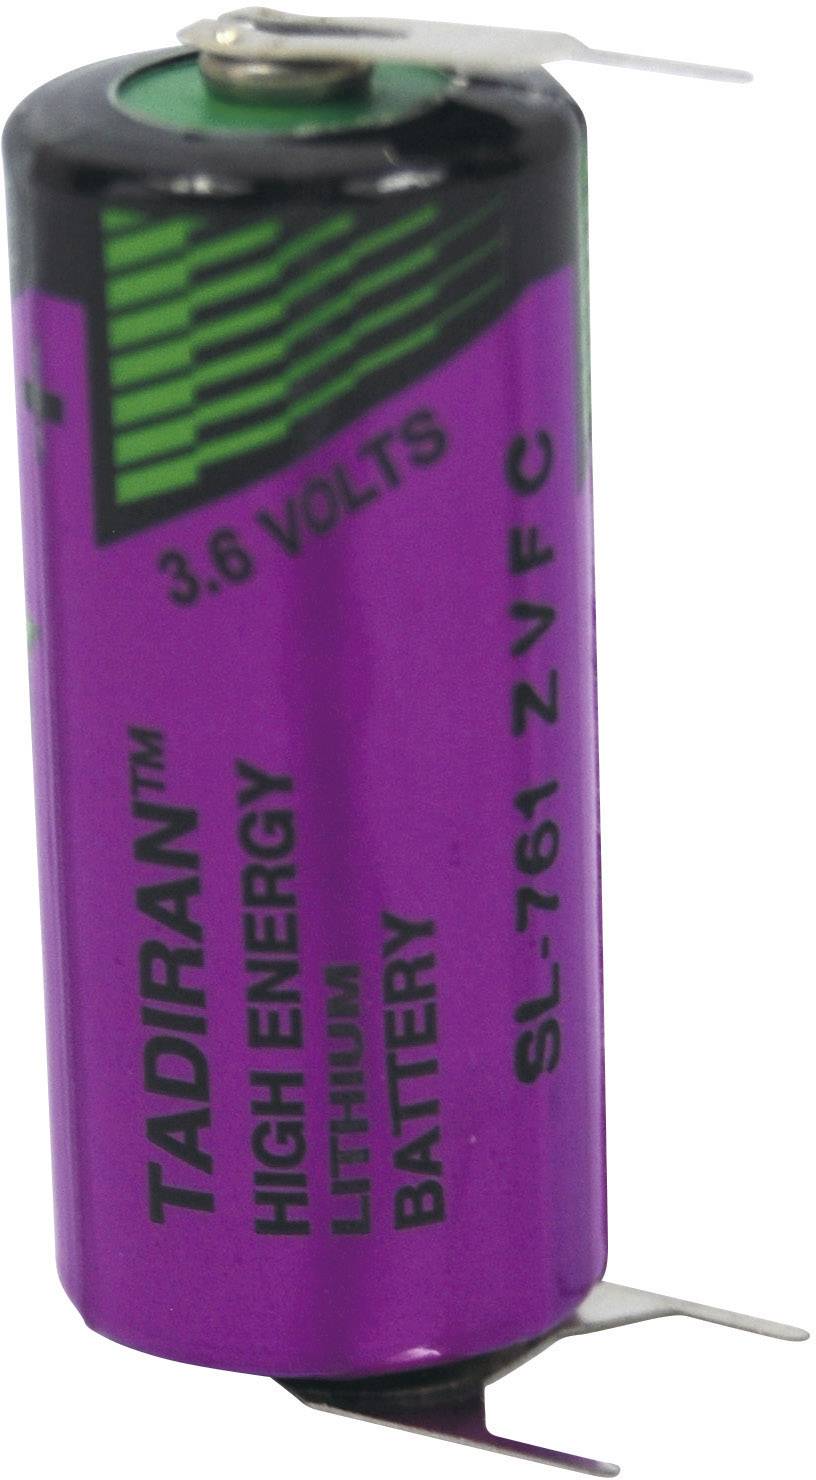 +
3.6 VOLTS
TADIRAN™
HIGH ENERGY
LITHIUM
BATTERY
SL-761 ZVFC